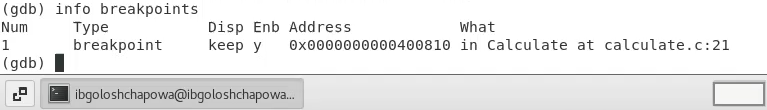 (gdb) info breakpoints
Num     Type           Disp Enb Address            What
1       breakpoint     keep y   0x0000000000400810 in Calculate at calculate.c:21
(gdb)
ibgoloshchapowa@ibgoloshchapowa...